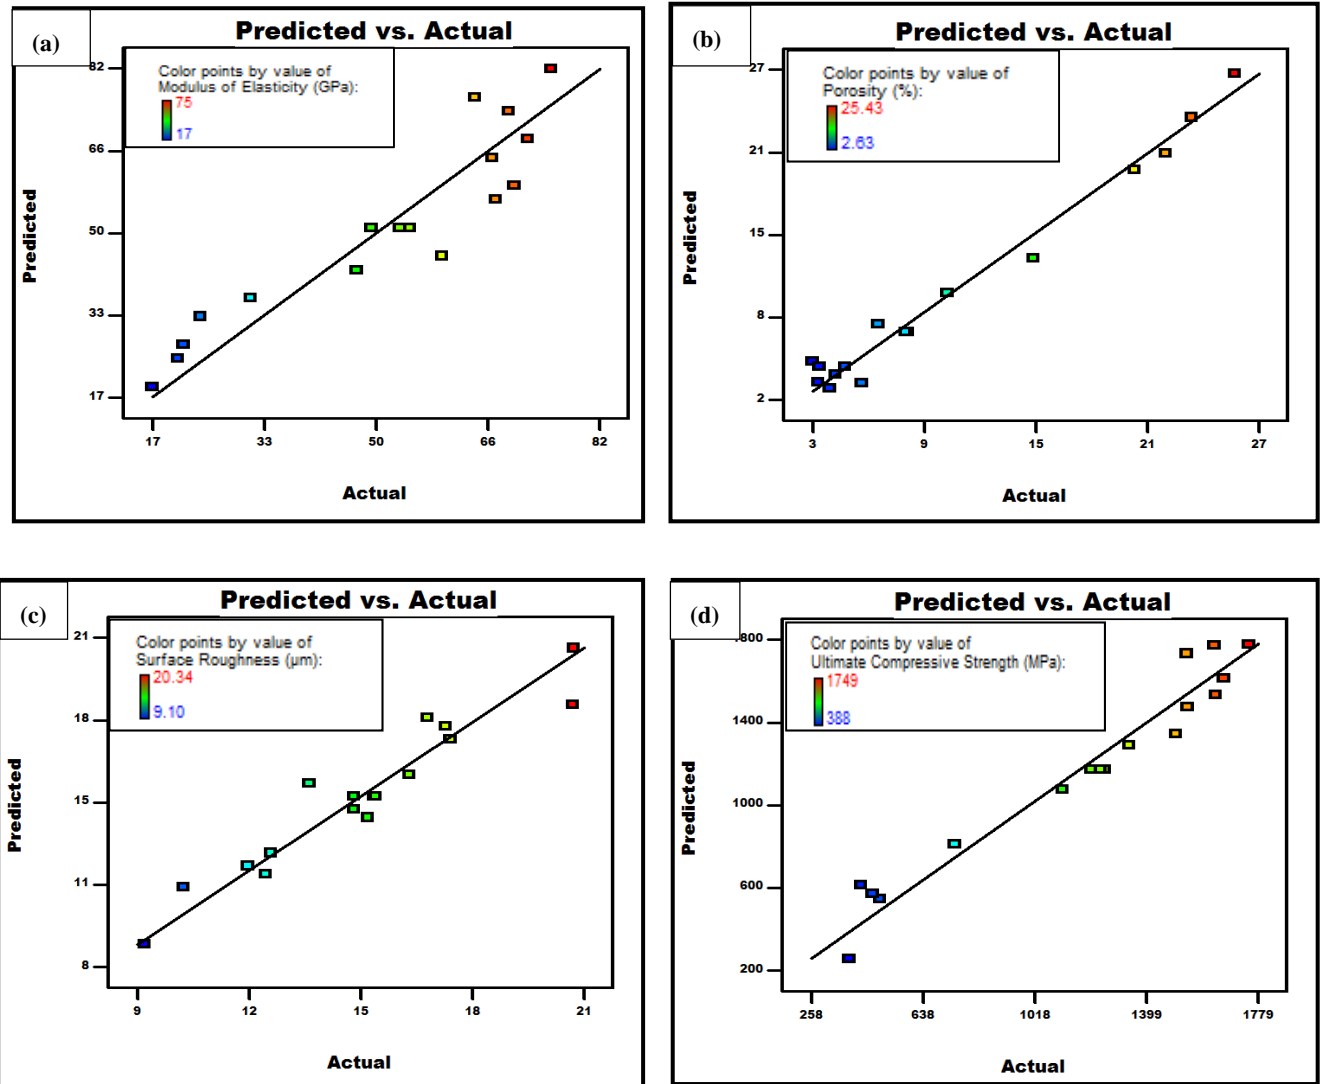 (a)
Predicted vs. Actual
Color points by value of
Modulus of Elasticity (GPa):
75
17
82
66
50
33
17
Predicted
17 33 50 66 82
Actual
(b)
Predicted vs. Actual
Color points by value of
Porosity (%):
25.43
2.63
27
21
15
8
2
Predicted
3 9 15 21 27
Actual
(c)
Predicted vs. Actual
Color points by value of
Surface Roughness (µm):
20.34
9.10
21
18
15
11
8
Predicted
9 12 15 18 21
Actual
(d)
Predicted vs. Actual
Color points by value of
Ultimate Compressive Strength (MPa):
1749
388
1800
1400
1000
600
200
Predicted
258 638 1018 1399 1779
Actual